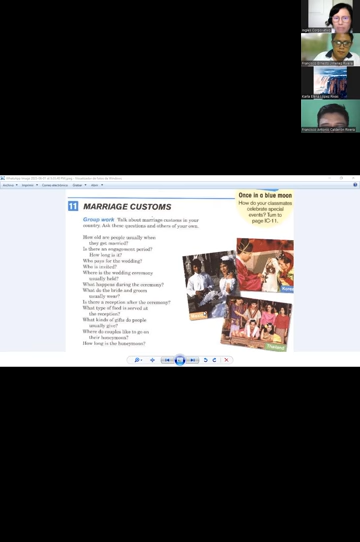 11 MARRIAGE CUSTOMS
Group work Talk about marriage customs in your
country. Ask these questions and others of your own.
How old are people usually when
they get married?
Is there an engagement period?
How long is it?
Who pays for the wedding?
Who is invited?
Where is the wedding ceremony
usually held?
What happens during the ceremony?
What do the bride and groom
usually wear?
Is there a reception after the ceremony?
What type of food is served at
the reception?
What kinds of gifts do people
usually give?
Where do couples like to go on
their honeymoon?
How long is the honeymoon?
Once in a blue moon
How do your classmates
celebrate special
events? Turn to
page IC-11.